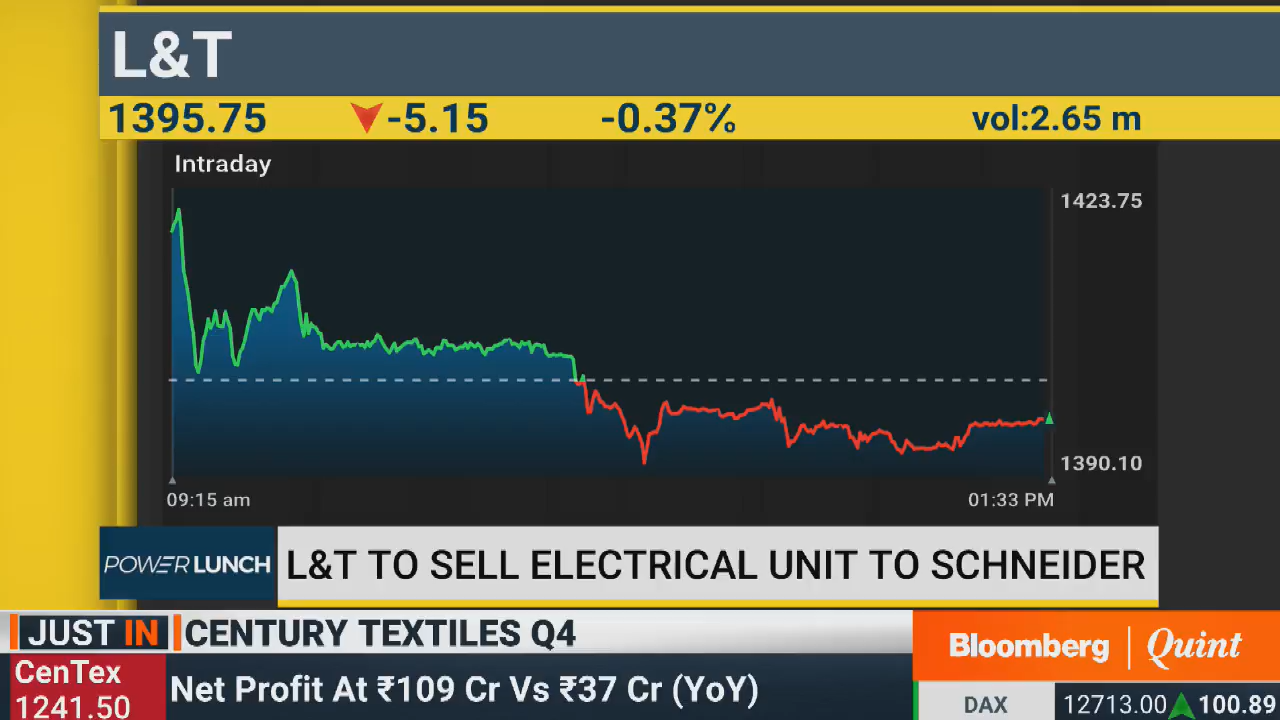 L&T
1395.75 -5.15 -0.37% vol:2.65 m
Intraday
1423.75
1390.10
09:15 am 01:33 PM
POWER LUNCH
L&T TO SELL ELECTRICAL UNIT TO SCHNEIDER
JUST IN CENTURY TEXTILES Q4
CenTex
1241.50
Net Profit At ₹109 Cr Vs ₹37 Cr (YoY)
Bloomberg | Quint
DAX 12713.00 100.89